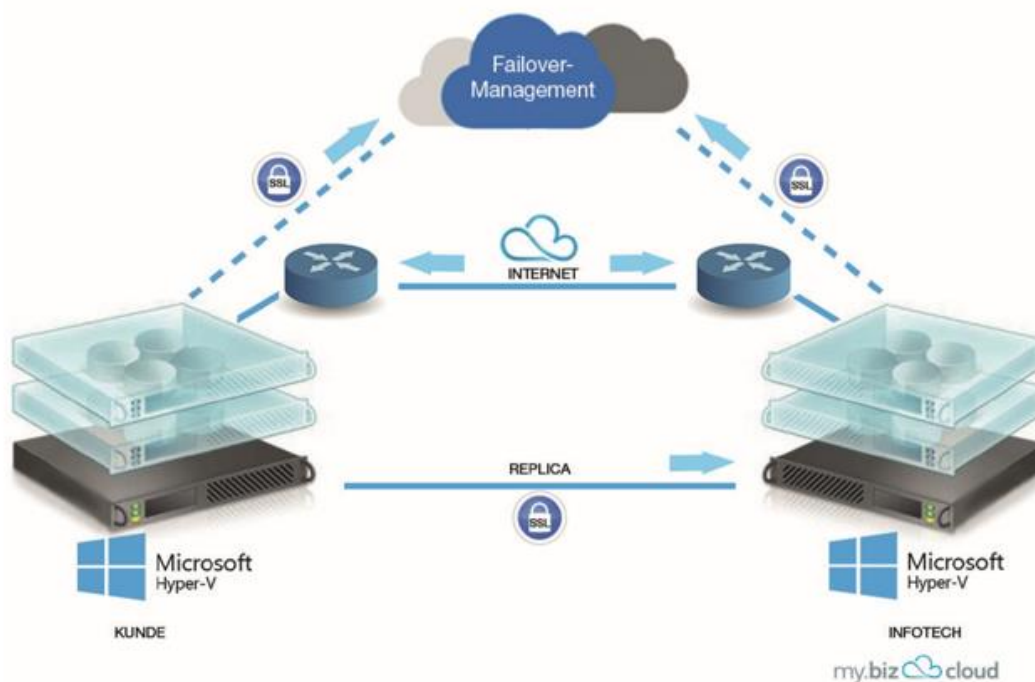 Failover-
Management
SSL
SSL
INTERNET
REPLICA
SSL
Microsoft
Hyper-V
Microsoft
Hyper-V
KUNDE
INFOTECH
my.biz cloud